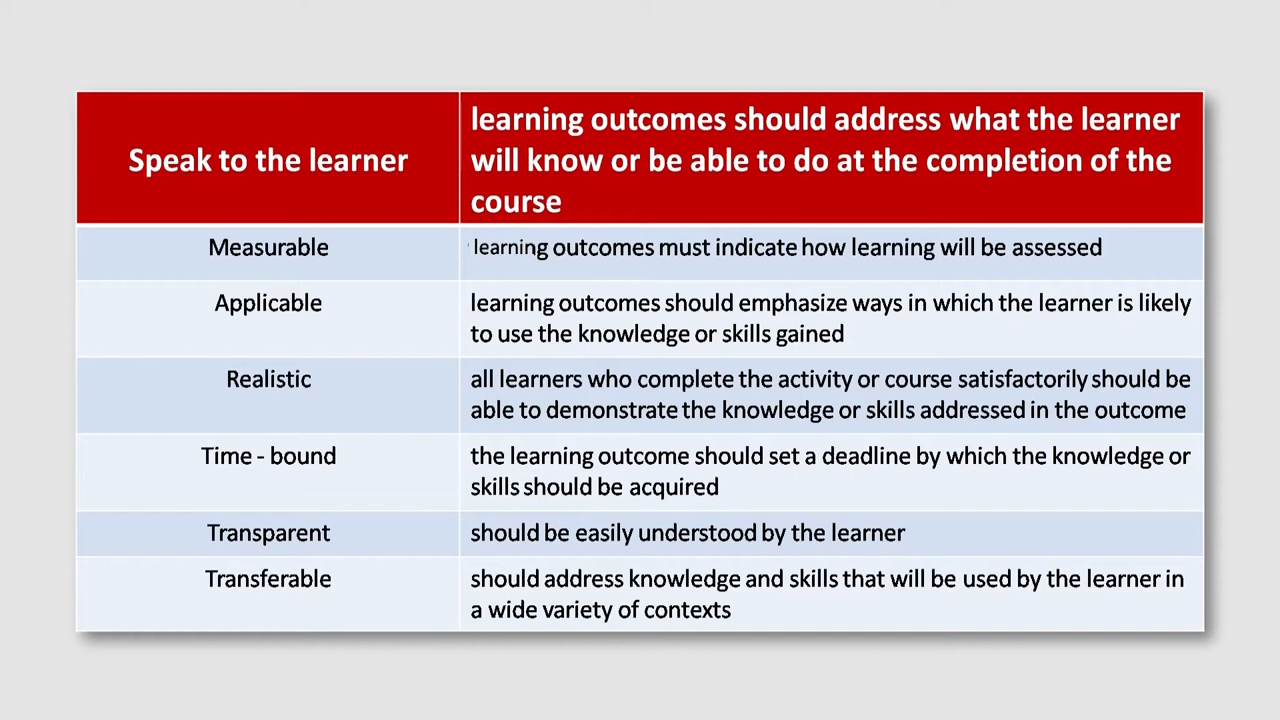 Speak to the learner
learning outcomes should address what the learner
will know or be able to do at the completion of the
course
Measurable
learning outcomes must indicate how learning will be assessed
Applicable
learning outcomes should emphasize ways in which the learner is likely
to use the knowledge or skills gained
Realistic
all learners who complete the activity or course satisfactorily should be
able to demonstrate the knowledge or skills addressed in the outcome
Time - bound
the learning outcome should set a deadline by which the knowledge or
skills should be acquired
Transparent
should be easily understood by the learner
Transferable
should address knowledge and skills that will be used by the learner in
a wide variety of contexts